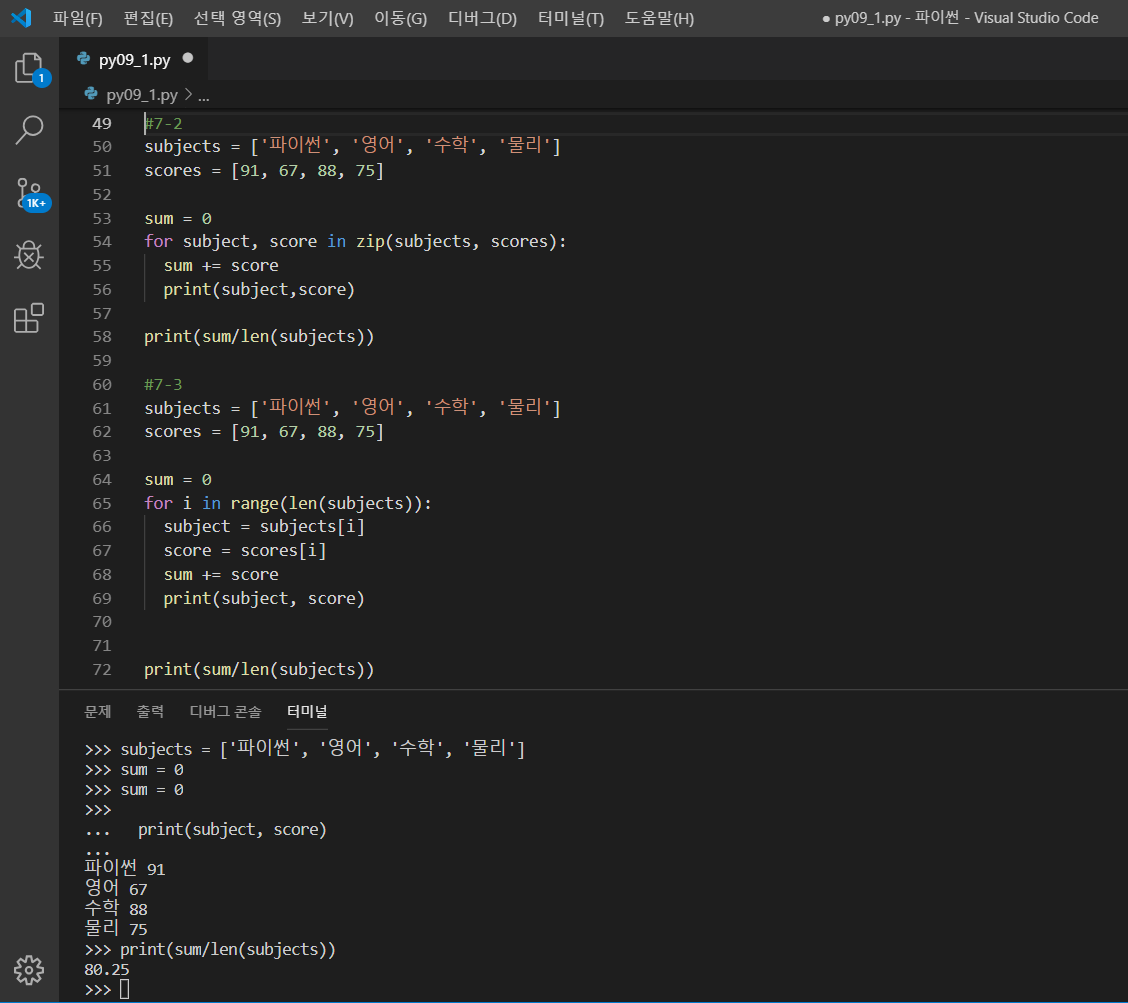 파일(F) 편집(E) 선택 영역(S) 보기(V) 이동(G) 디버그(D) 터미널(T) 도움말(H) ● py09_1.py - 파이썬 - Visual Studio Code
py09_1.py ●
py09_1.py > ...
1
1K+
49 #7-2
50 subjects = ['파이썬', '영어', '수학', '물리']
51 scores = [91, 67, 88, 75]
52
53 sum = 0
54 for subject, score in zip(subjects, scores):
55   sum += score
56   print(subject,score)
57
58 print(sum/len(subjects))
59
60 #7-3
61 subjects = ['파이썬', '영어', '수학', '물리']
62 scores = [91, 67, 88, 75]
63
64 sum = 0
65 for i in range(len(subjects)):
66   subject = subjects[i]
67   score = scores[i]
68   sum += score
69   print(subject, score)
70
71
72 print(sum/len(subjects))
문제 출력 디버그 콘솔 터미널
>>> subjects = ['파이썬', '영어', '수학', '물리']
>>> sum = 0
>>> sum = 0
>>>
...   print(subject, score)
...
파이썬 91
영어 67
수학 88
물리 75
>>> print(sum/len(subjects))
80.25
>>>